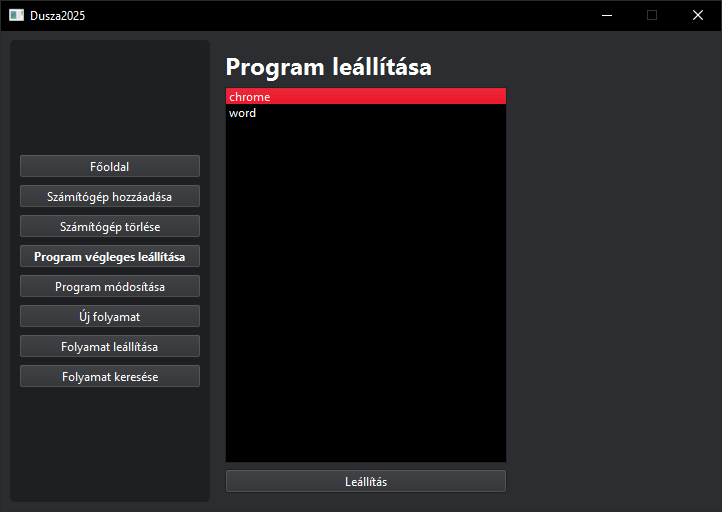 Dusza2025
Főoldal
Számítógép hozzáadása
Számítógép törlése
Program végleges leállítása
Program módosítása
Új folyamat
Folyamat leállítása
Folyamat keresése
Program leállítása
chrome
word
Leállítás